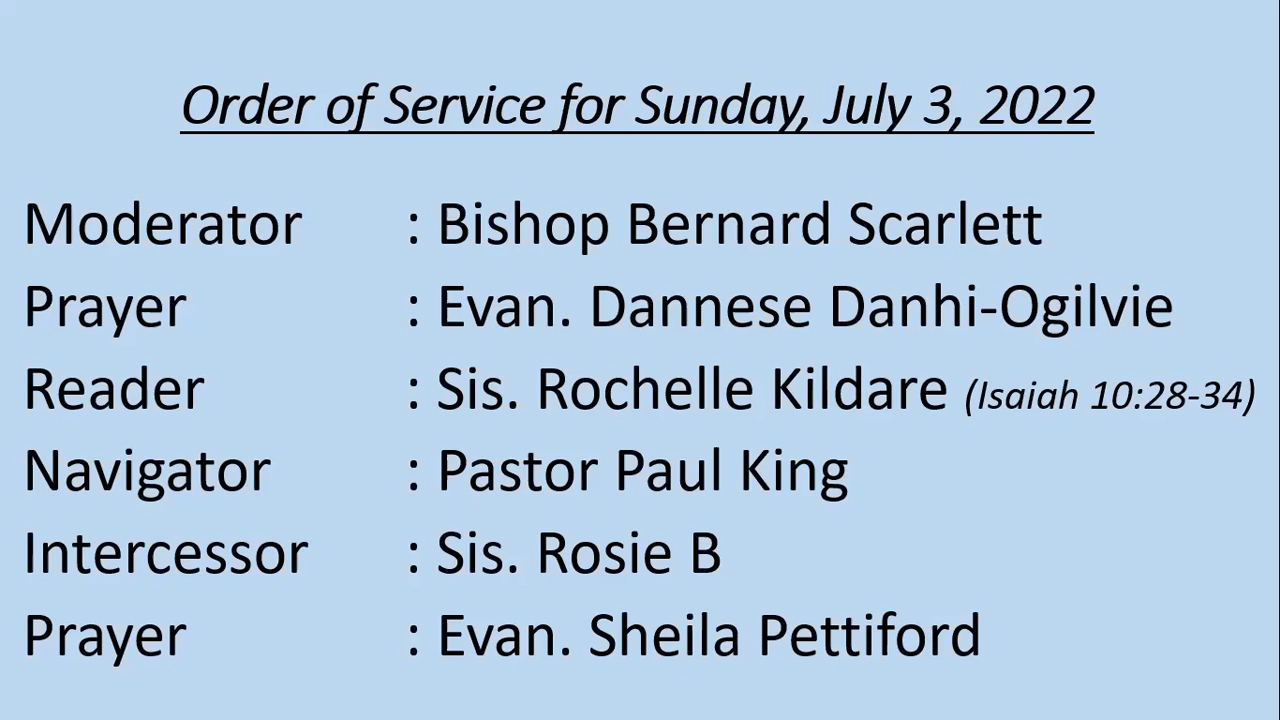 Order of Service for Sunday, July 3, 2022
Moderator : Bishop Bernard Scarlett
Prayer : Evan. Dannese Danhi-Ogilvie
Reader : Sis. Rochelle Kildare (Isaiah 10:28-34)
Navigator : Pastor Paul King
Intercessor : Sis. Rosie B
Prayer : Evan. Sheila Pettiford